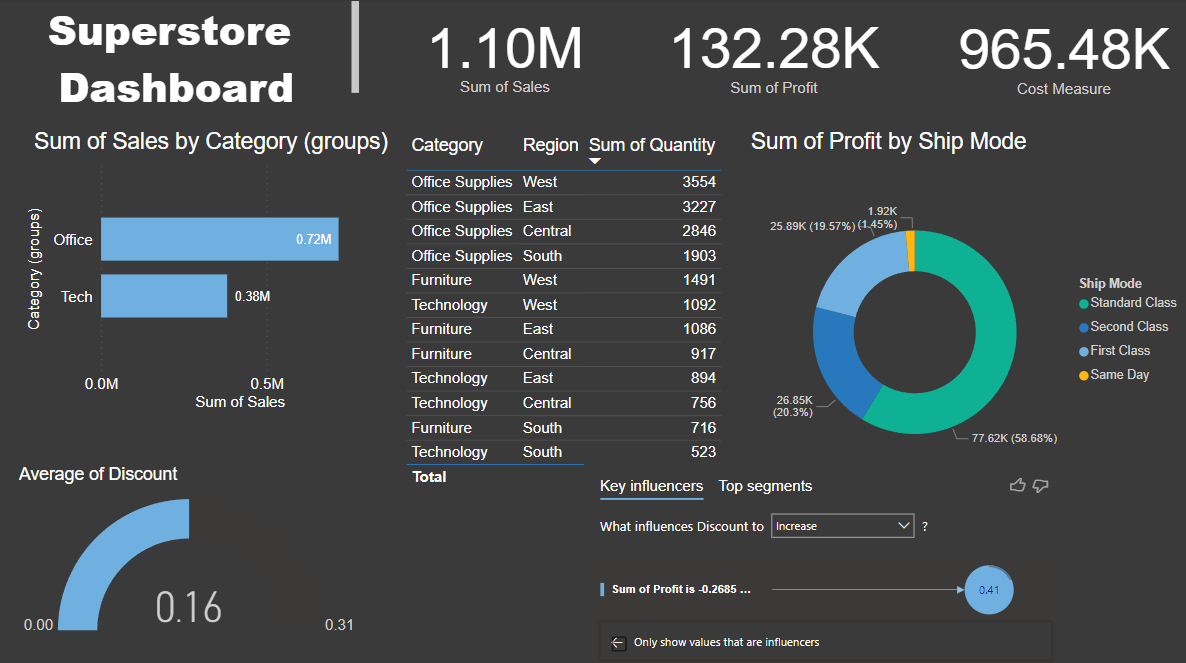 Superstore
Dashboard
1.10M
Sum of Sales
132.28K
Sum of Profit
965.48K
Cost Measure
Sum of Sales by Category (groups)
Category (groups)
Office
0.72M
Tech
0.38M
0.0M
0.5M
Sum of Sales
Category Region Sum of Quantity
Office Supplies West 3554
Office Supplies East 3227
Office Supplies Central 2846
Office Supplies South 1903
Furniture West 1491
Technology West 1092
Furniture East 1086
Furniture Central 917
Technology East 894
Technology Central 756
Furniture South 716
Technology South 523
Total
Sum of Profit by Ship Mode
1.92K
(1.45%)
25.89K (19.57%)
26.85K
(20.3%)
77.62K (58.68%)
Ship Mode
Standard Class
Second Class
First Class
Same Day
Average of Discount
0.16
0.00
0.31
Key influencers Top segments
What influences Discount to Increase ?
Sum of Profit is -0.2685 ...
0.41
Only show values that are influencers